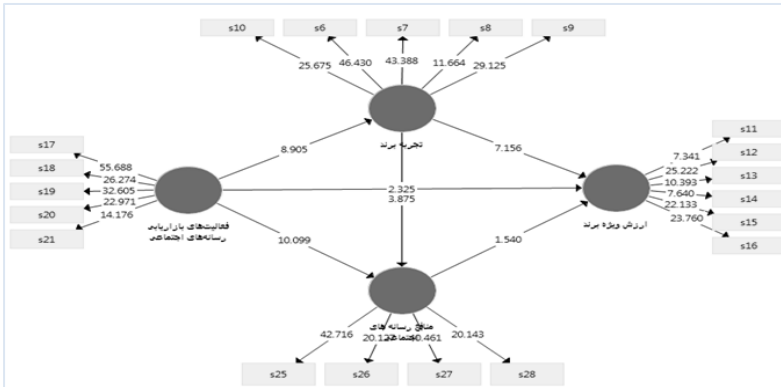 s10 s6 s7 s8 s9
25.675 46.430 43.388 11.664 29.125
تجربه برند
8.905 7.156
s17
s18
s19
s20
s21
55.688
26.274
32.605
22.971
14.176
فعالیت‌های بازاریابی
رسانه‌های اجتماعی
2.325
3.875
s11
s12
s13
s14
s15
s16
7.341
25.222
10.393
7.640
22.133
23.760
ارزش ویژه برند
10.099 1.540
رسانه های
42.716 20.143
s25 s26 s27 s28